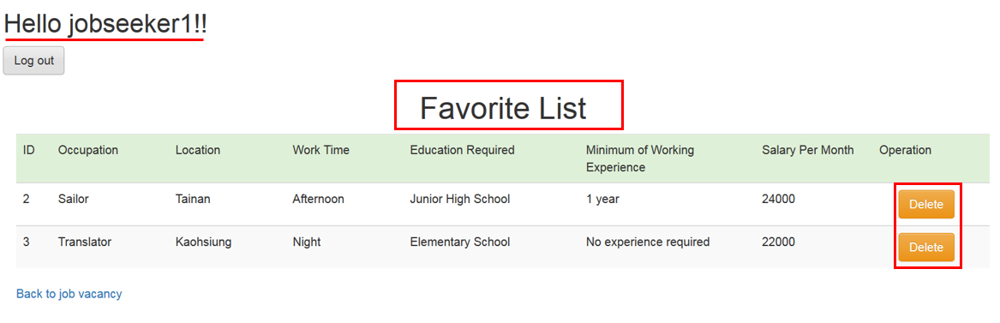 Hello jobseeker1!!
Log out
Favorite List
ID Occupation Location Work Time Education Required Minimum of Working Experience Salary Per Month Operation
2 Sailor Tainan Afternoon Junior High School 1 year 24000 Delete
3 Translator Kaohsiung Night Elementary School No experience required 22000 Delete
Back to job vacancy